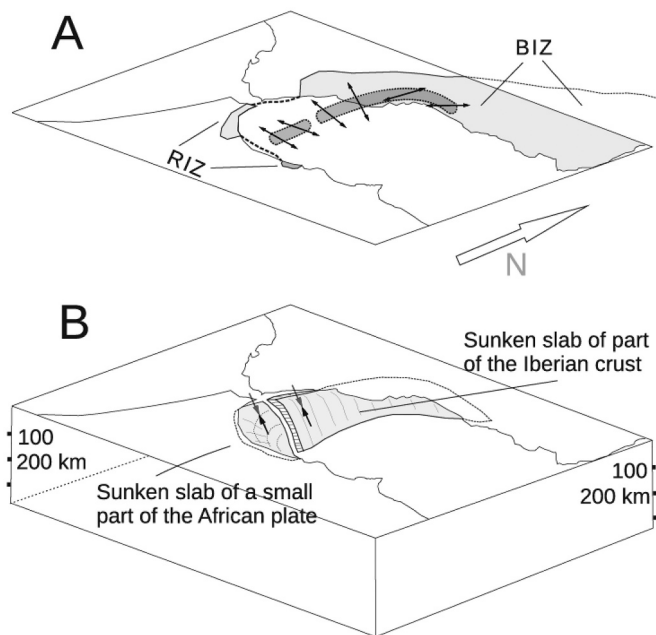 A
BIZ
RIZ
N
B
Sunken slab of part
of the Iberian crust
100
200 km
100
200 km
Sunken slab of a small
part of the African plate